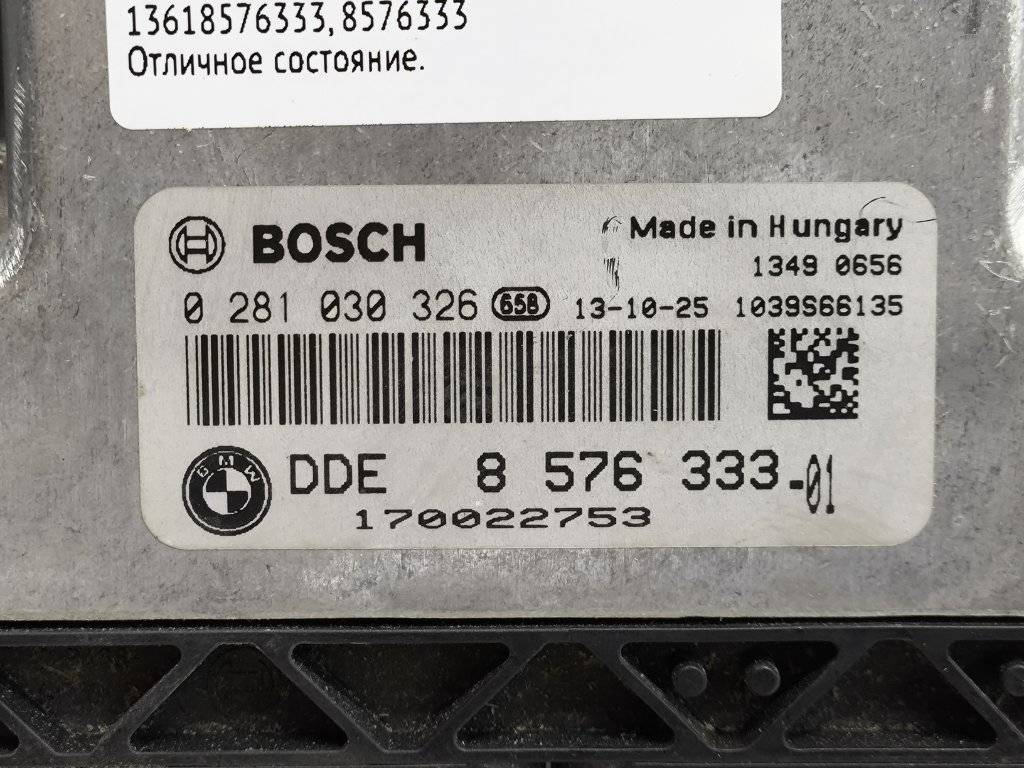 13618576333, 8576333
Отличное состояние.
BOSCH
Made in Hungary
1349 0656
0 281 030 326 658 13-10-25 1039S66135
BMW
DDE 8 576 333-01
170022753